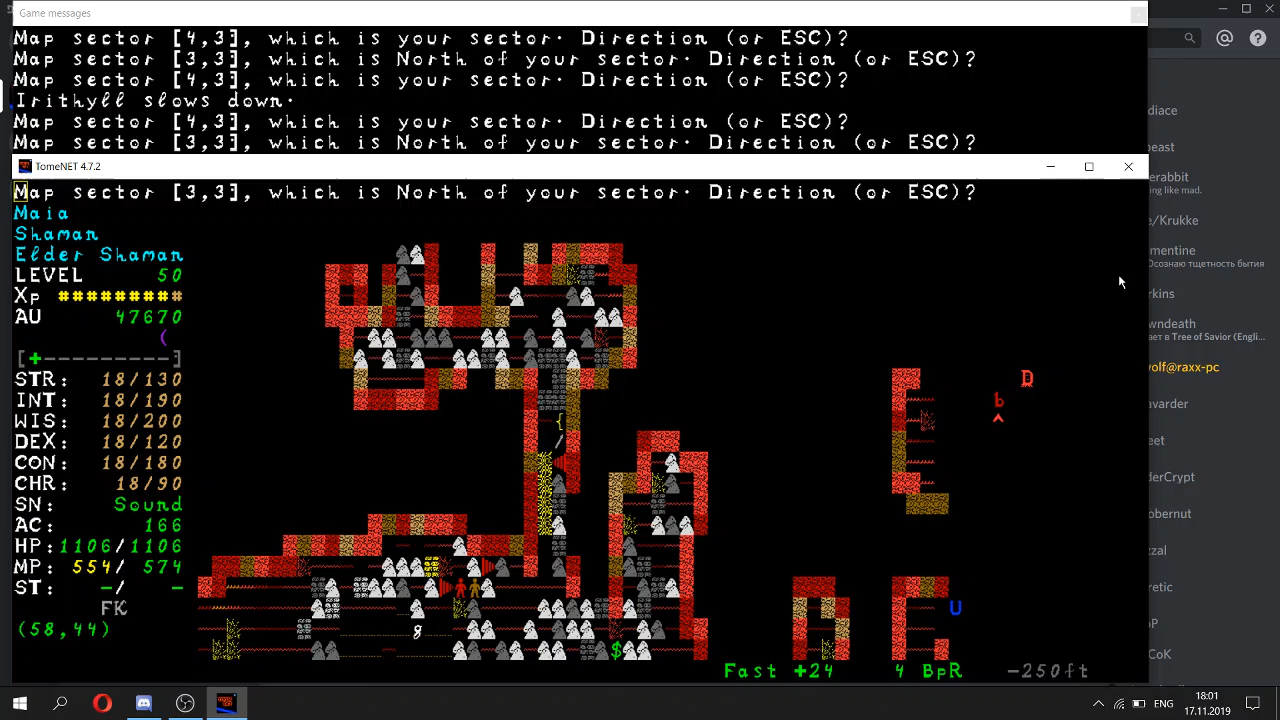 Game messages
Map sector [4,3], which is your sector. Direction (or ESC)?
Map sector [3,3], which is North of your sector. Direction (or ESC)?
Map sector [4,3], which is your sector. Direction (or ESC)?
Irithyll slows down.
Map sector [4,3], which is your sector. Direction (or ESC)?
Map sector [3,3], which is North of your sector. Direction (or ESC)?
TomeNET 4.7.2
Map sector [3,3], which is North of your sector. Direction (or ESC)?
Maia
Shaman
Elder Shaman
LEVEL 50
Xp ##########
AU 47670
(
[+---------:]
STR: 18/130
INT: 18/190
WIS: 18/200
DEX: 18/120
CON: 18/180
CHR: 18/90
SN: Sound
AC: 166
HP:1106/1106
MP: 554/ 574
ST: -/ -
FK
(58,44)
D
b
^
{
/
U
g
$
Fast +24 4 BpR -250ft
diace
peast
erabbit
ing like mad.
e/Krukke
mentine
Осознаю тщетность бытия
rkins
wndeath
ает в Tree of Savior (Engli...
volf@raxx-pc
avarder
eet
derCrypt
obernut
zzal
retic
oP
CoK
ENG
18:01
17.11.2019